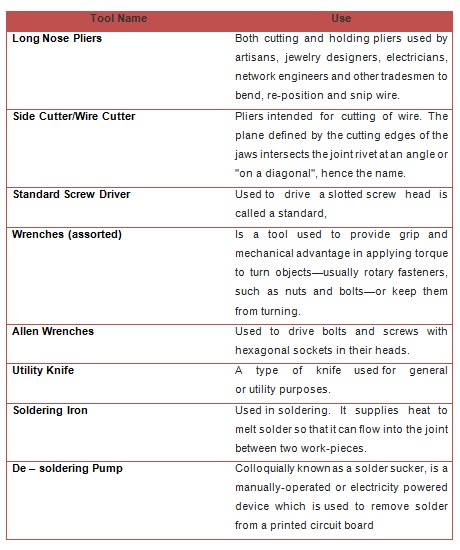 Tool Name Use
Long Nose Pliers Both cutting and holding pliers used by
artisans, jewelry designers, electricians,
network engineers and other tradesmen to
bend, re-position and snip wire.
Side Cutter/Wire Cutter Pliers intended for cutting of wire. The
plane defined by the cutting edges of the
jaws intersects the joint rivet at an angle or
"on a diagonal", hence the name.
Standard Screw Driver Used to drive a slotted screw head is
called a standard,
Wrenches (assorted) Is a tool used to provide grip and
mechanical advantage in applying torque
to turn objects—usually rotary fasteners,
such as nuts and bolts—or keep them
from turning.
Allen Wrenches Used to drive bolts and screws with
hexagonal sockets in their heads.
Utility Knife A type of knife used for general
or utility purposes.
Soldering Iron Used in soldering. It supplies heat to
melt solder so that it can flow into the joint
between two work-pieces.
De – soldering Pump Colloquially known as a solder sucker, is a
manually-operated or electricity powered
device which is used to remove solder
from a printed circuit board